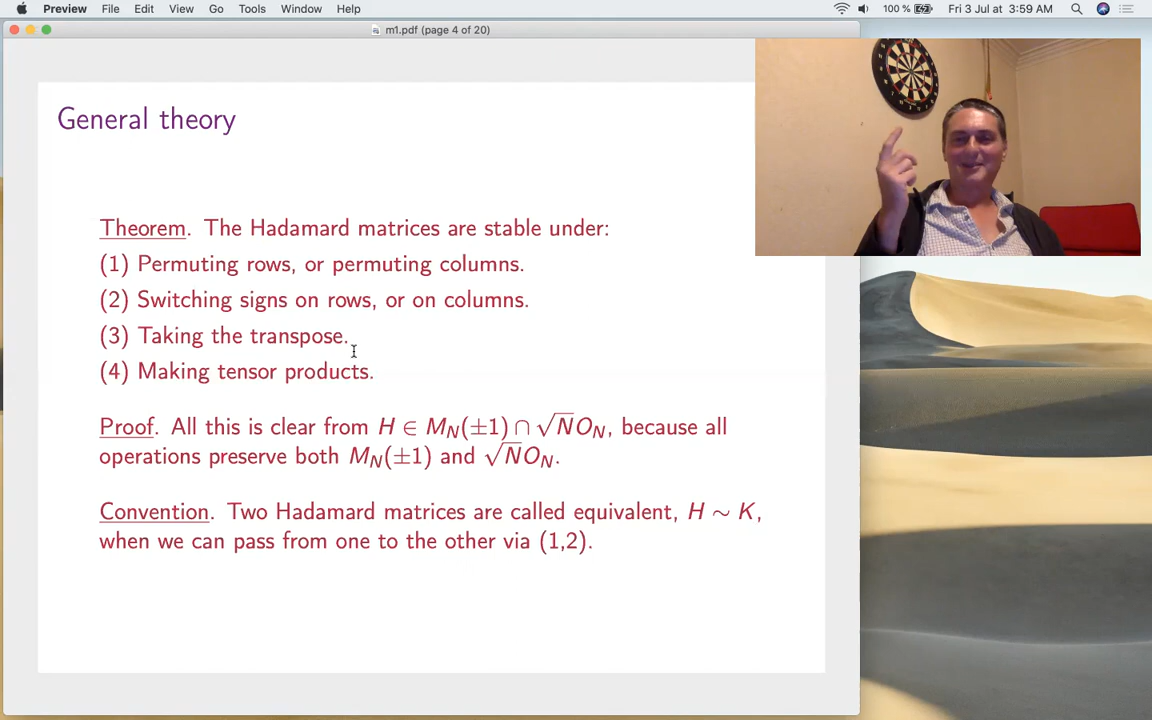 Preview File Edit View Go Tools Window Help 100 % Fri 3 Jul at 3:59 AM
m1.pdf (page 4 of 20)
General theory
Theorem. The Hadamard matrices are stable under:
(1) Permuting rows, or permuting columns.
(2) Switching signs on rows, or on columns.
(3) Taking the transpose.
(4) Making tensor products.
Proof. All this is clear from H ∈ M_N(±1) ∩ √N O_N, because all
operations preserve both M_N(±1) and √N O_N.
Convention. Two Hadamard matrices are called equivalent, H ∼ K,
when we can pass from one to the other via (1,2).